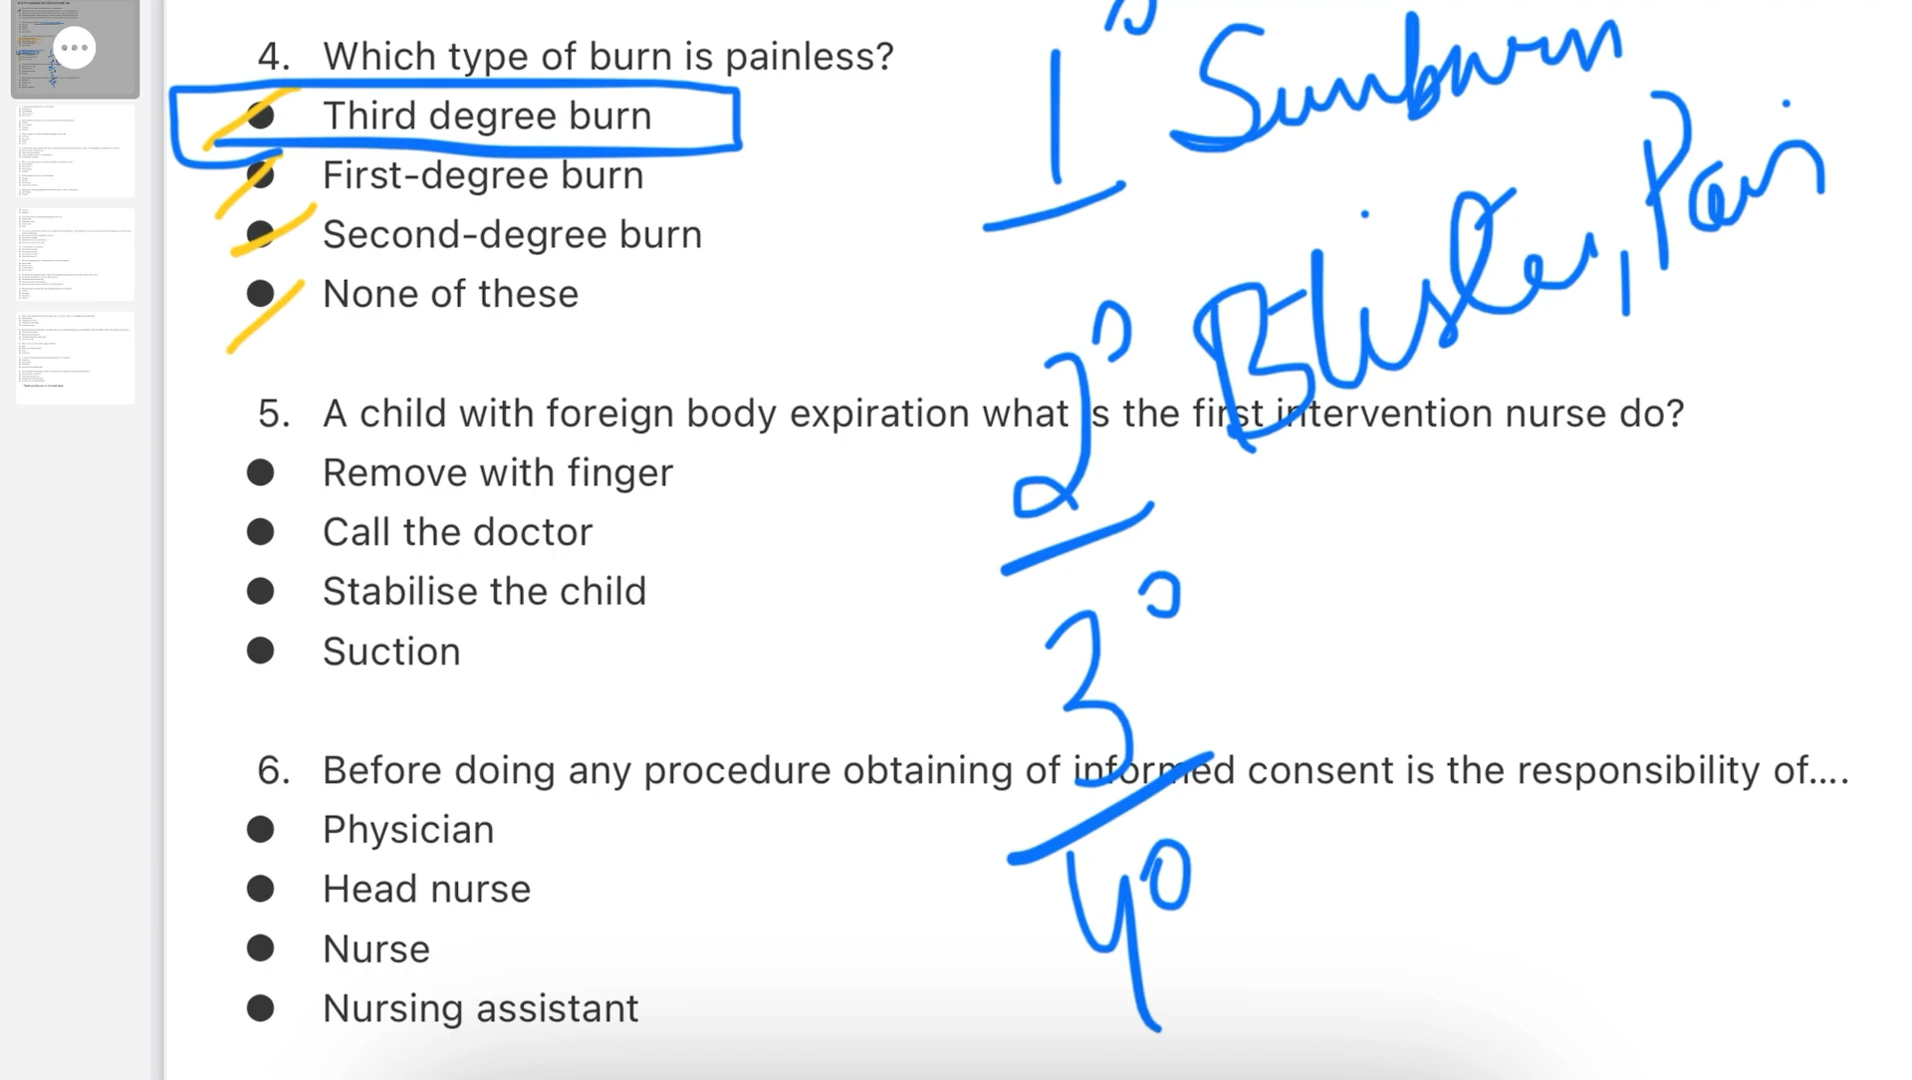 4. Which type of burn is painless?
● Third degree burn
● First-degree burn
● Second-degree burn
● None of these
1° Sunburn
2° Blister, Pain
3°
4°
5. A child with foreign body expiration what is the first intervention nurse do?
● Remove with finger
● Call the doctor
● Stabilise the child
● Suction
6. Before doing any procedure obtaining of informed consent is the responsibility of....
● Physician
● Head nurse
● Nurse
● Nursing assistant